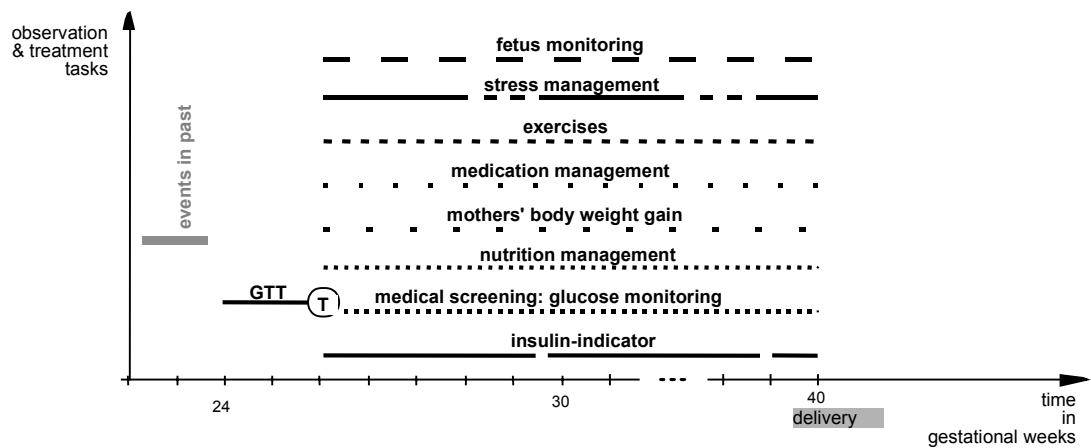 observation
& treatment
tasks
fetus monitoring
stress management
exercises
events in past
medication management
mothers' body weight gain
nutrition management
GTT
T
medical screening: glucose monitoring
insulin-indicator
24
30
40
time
delivery
in
gestational weeks